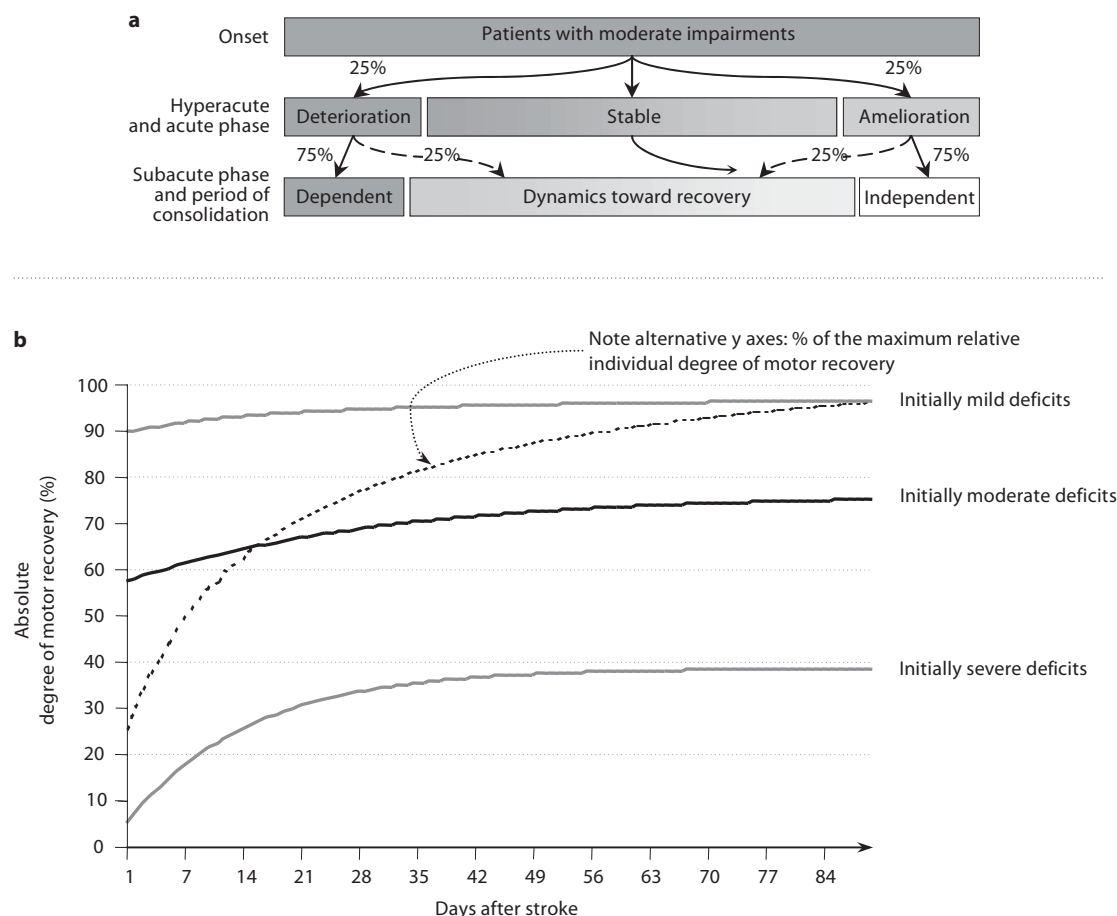 a
Onset
Patients with moderate impairments
25%
25%
Hyperacute
and acute phase
Deterioration
Stable
Amelioration
75%
25%
25%
75%
Subacute phase
and period of
consolidation
Dependent
Dynamics toward recovery
Independent
b
Note alternative y axes: % of the maximum relative
individual degree of motor recovery
Absolute
degree of motor recovery (%)
100
90
80
70
60
50
40
30
20
10
0
Initially mild deficits
Initially moderate deficits
Initially severe deficits
1 7 14 21 28 35 42 49 56 63 70 77 84
Days after stroke